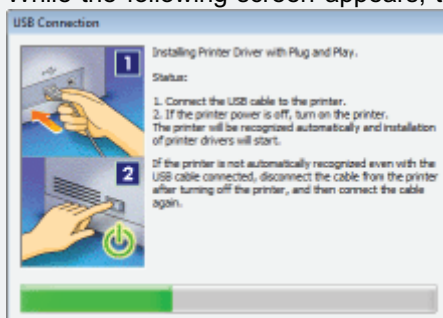 While the following screen appears, t
USB Connection
1
2
Installing Printer Driver with Plug and Play.
Status:
1. Connect the USB cable to the printer.
2. If the printer power is off, turn on the printer.
The printer will be recognized automatically and installation
of printer drivers will start.
If the printer is not automatically recognized even with the
USB cable connected, disconnect the cable from the printer
after turning off the printer, and then connect the cable
again.